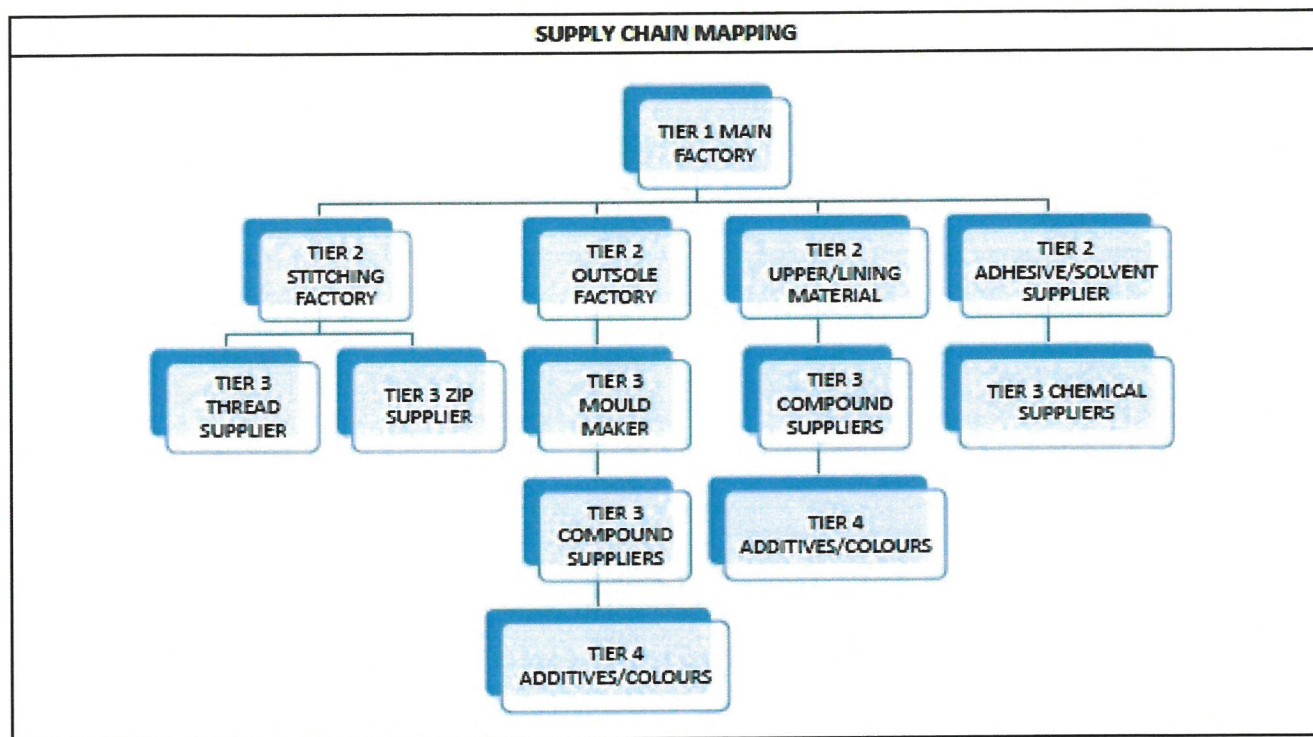 SUPPLY CHAIN MAPPING
TIER 1 MAIN
FACTORY
TIER 2
STITCHING
FACTORY
TIER 2
OUTSOLE
FACTORY
TIER 2
UPPER/LINING
MATERIAL
TIER 2
ADHESIVE/SOLVENT
SUPPLIER
TIER 3
THREAD
SUPPLIER
TIER 3 ZIP
SUPPLIER
TIER 3
MOULD
MAKER
TIER 3
COMPOUND
SUPPLIERS
TIER 3 CHEMICAL
SUPPLIERS
TIER 3
COMPOUND
SUPPLIERS
TIER 4
ADDITIVES/COLOURS
TIER 4
ADDITIVES/COLOURS